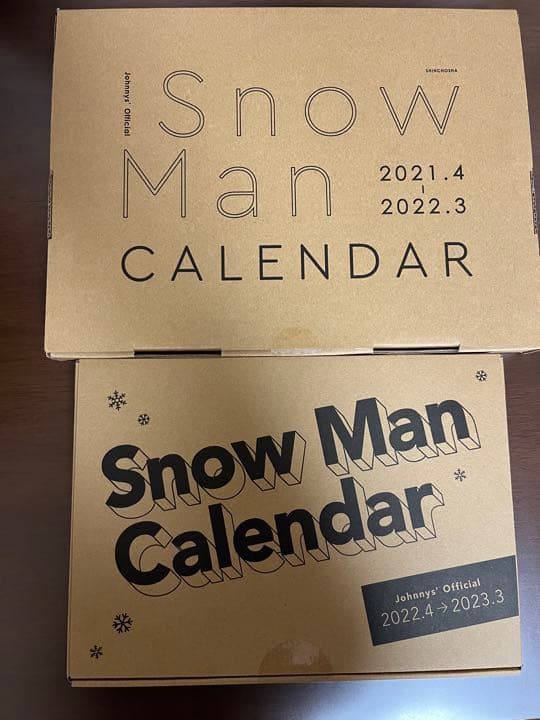 Johnnys' Official
SHINCHOSHA
Snow
Man
2021.4
-
2022.3
CALENDAR
Snow Man
Calendar
Johnnys' Official
2022.4→2023.3